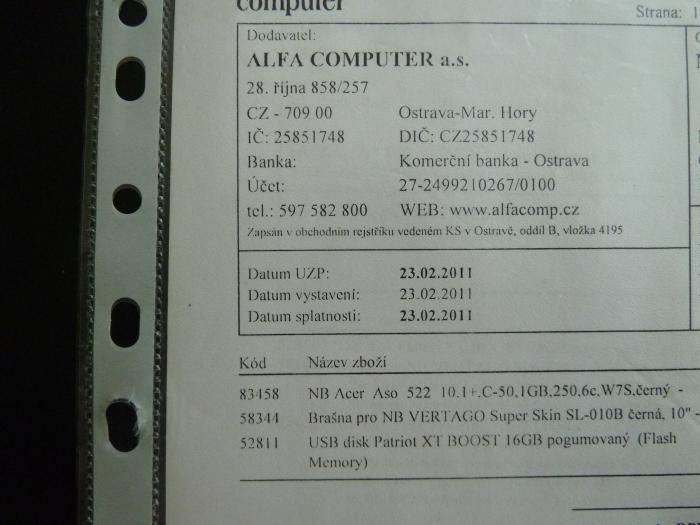 computer
Strana: 1
Dodavatel:
ALFA COMPUTER a.s.
28. října 858/257
CZ - 709 00 Ostrava-Mar. Hory
IČ: 25851748 DIČ: CZ25851748
Banka: Komerční banka - Ostrava
Účet: 27-2499210267/0100
tel.: 597 582 800 WEB: www.alfacomp.cz
Zapsán v obchodním rejstříku vedeném KS v Ostravě, oddíl B, vložka 4195
Datum UZP: 23.02.2011
Datum vystavení: 23.02.2011
Datum splatnosti: 23.02.2011
Kód Název zboží
83458 NB Acer Aso 522 10.1+,C-50,1GB,250,6c,W7S,černý -
58344 Brašna pro NB VERTAGO Super Skin SL-010B černá, 10" -
52811 USB disk Patriot XT BOOST 16GB pogumovaný (Flash
Memory)